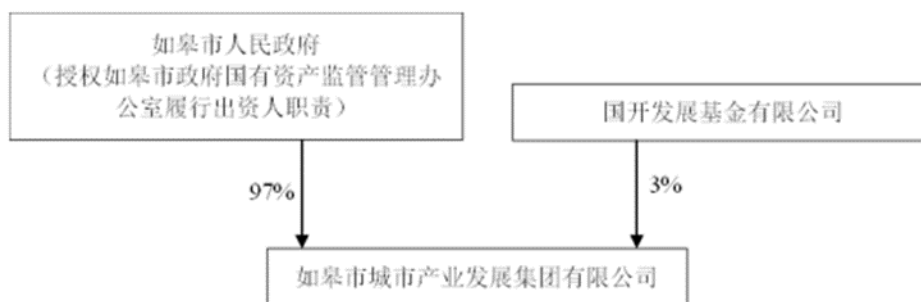 如皋市人民政府
（授权如皋市政府国有资产监管管理办
公室履行出资人职责）
国开发展基金有限公司
97%
3%
如皋市城市产业发展集团有限公司